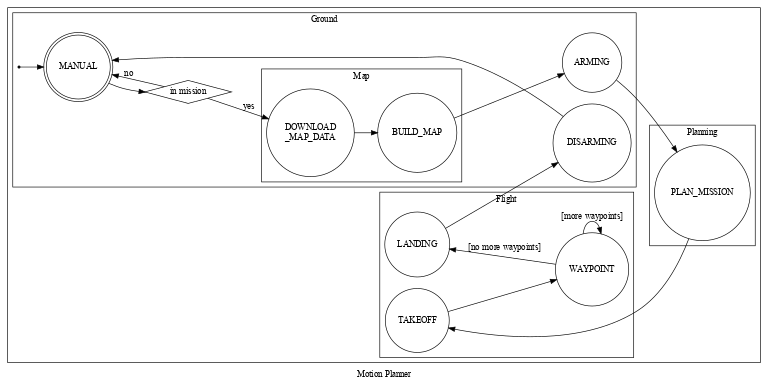 Ground
MANUAL
no
in mission
yes
Map
DOWNLOAD
_MAP_DATA
BUILD_MAP
ARMING
DISARMING
Planning
PLAN_MISSION
Flight
[more waypoints]
LANDING
[no more waypoints]
WAYPOINT
TAKEOFF
Motion Planner